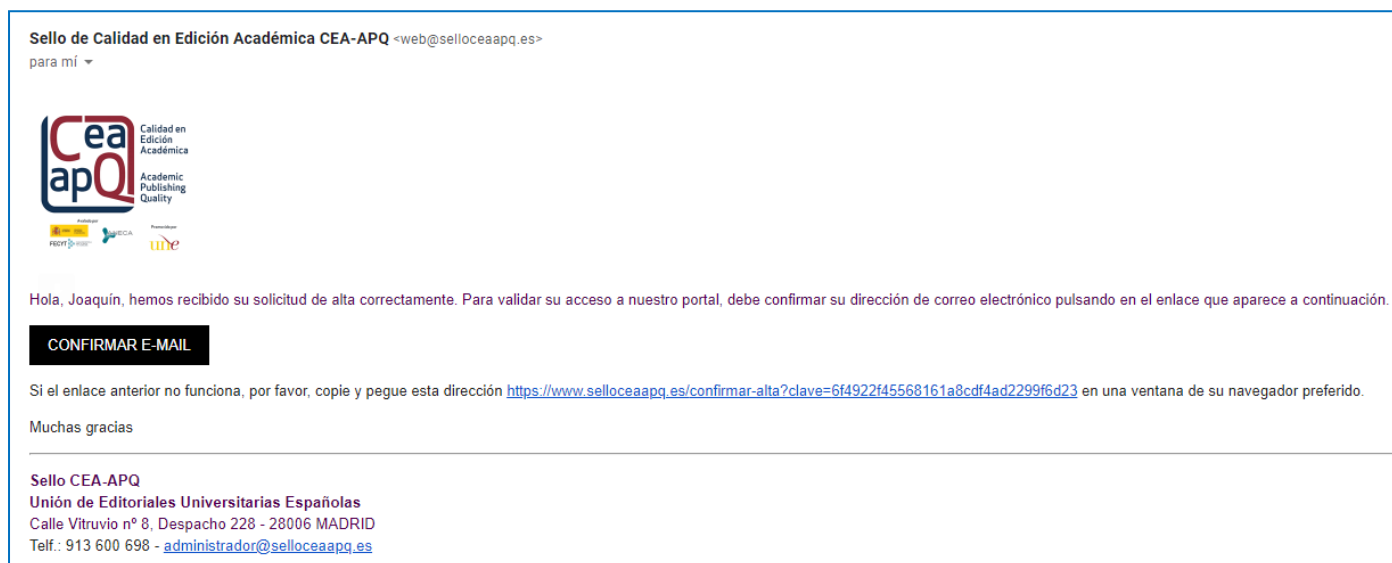 Sello de Calidad en Edición Académica CEA-APQ <web@selloceaapq.es>
para mí
Cea
apQ
Calidad en
Edición
Académica
Academic
Publishing
Quality
Avalado por
Promovido por
FECYT
ANECA
une
Hola, Joaquín, hemos recibido su solicitud de alta correctamente. Para validar su acceso a nuestro portal, debe confirmar su dirección de correo electrónico pulsando en el enlace que aparece a continuación.
CONFIRMAR E-MAIL
Si el enlace anterior no funciona, por favor, copie y pegue esta dirección https://www.selloceaapq.es/confirmar-alta?clave=6f4922f45568161a8cdf4ad2299f6d23 en una ventana de su navegador preferido.
Muchas gracias
Sello CEA-APQ
Unión de Editoriales Universitarias Españolas
Calle Vitruvio nº 8, Despacho 228 - 28006 MADRID
Telf.: 913 600 698 - administrador@selloceaapq.es